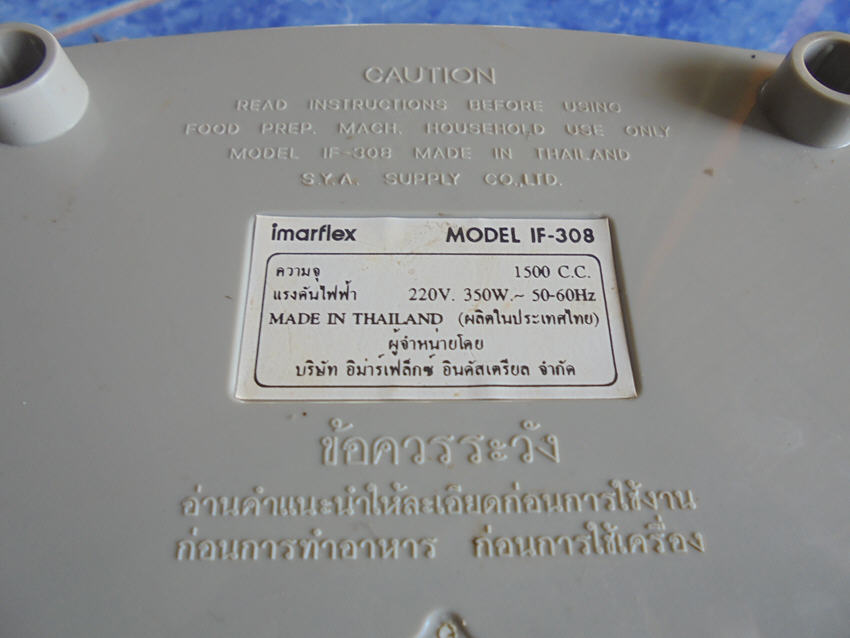 CAUTION
READ INSTRUCTIONS BEFORE USING
FOOD PREP. MACH. HOUSEHOLD USE ONLY
MODEL IF-308 MADE IN THAILAND
S.Y.A. SUPPLY CO.,LTD.
imarflex MODEL IF-308
ความจุ 1500 C.C.
แรงดันไฟฟ้า 220V. 350W.~ 50-60Hz
MADE IN THAILAND (ผลิตในประเทศไทย)
ผู้จำหน่ายโดย
บริษัท อิมาร์เฟล็กซ์ อินดัสเตรียล จำกัด
ข้อควรระวัง
อ่านคำแนะนำให้ละเอียดก่อนการใช้งาน
ก่อนการทำอาหาร ก่อนการใช้เครื่อง